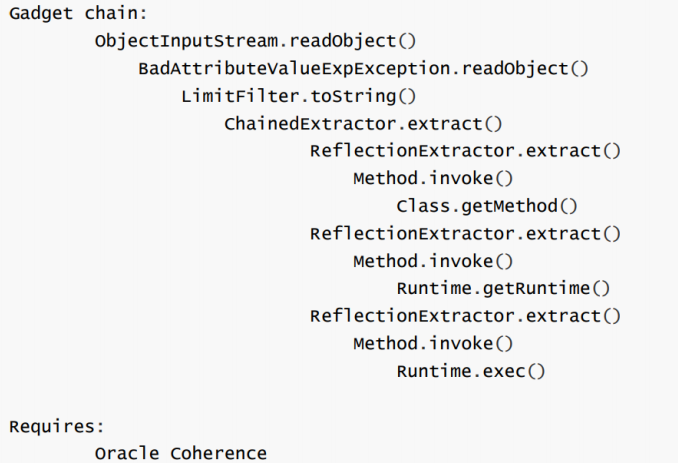 Gadget chain:
ObjectInputStream.readObject()
BadAttributeValueExpException.readObject()
LimitFilter.toString()
ChainedExtractor.extract()
ReflectionExtractor.extract()
Method.invoke()
Class.getMethod()
ReflectionExtractor.extract()
Method.invoke()
Runtime.getRuntime()
ReflectionExtractor.extract()
Method.invoke()
Runtime.exec()
Requires:
Oracle Coherence